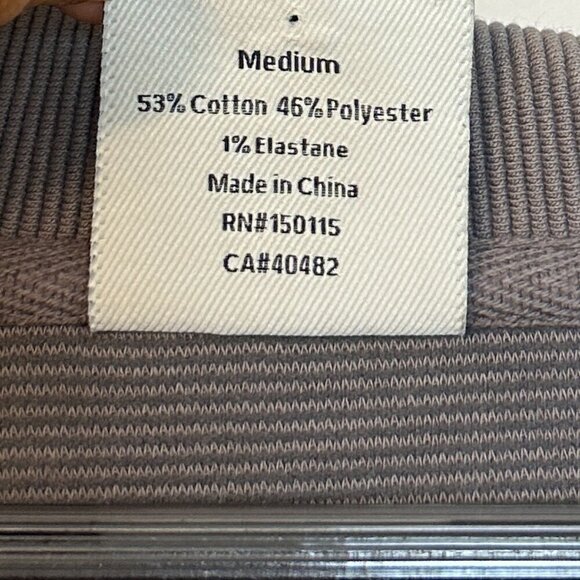 Medium
53% Cotton 46% Polyester
1% Elastane
Made in China
RN#150115
CA#40482